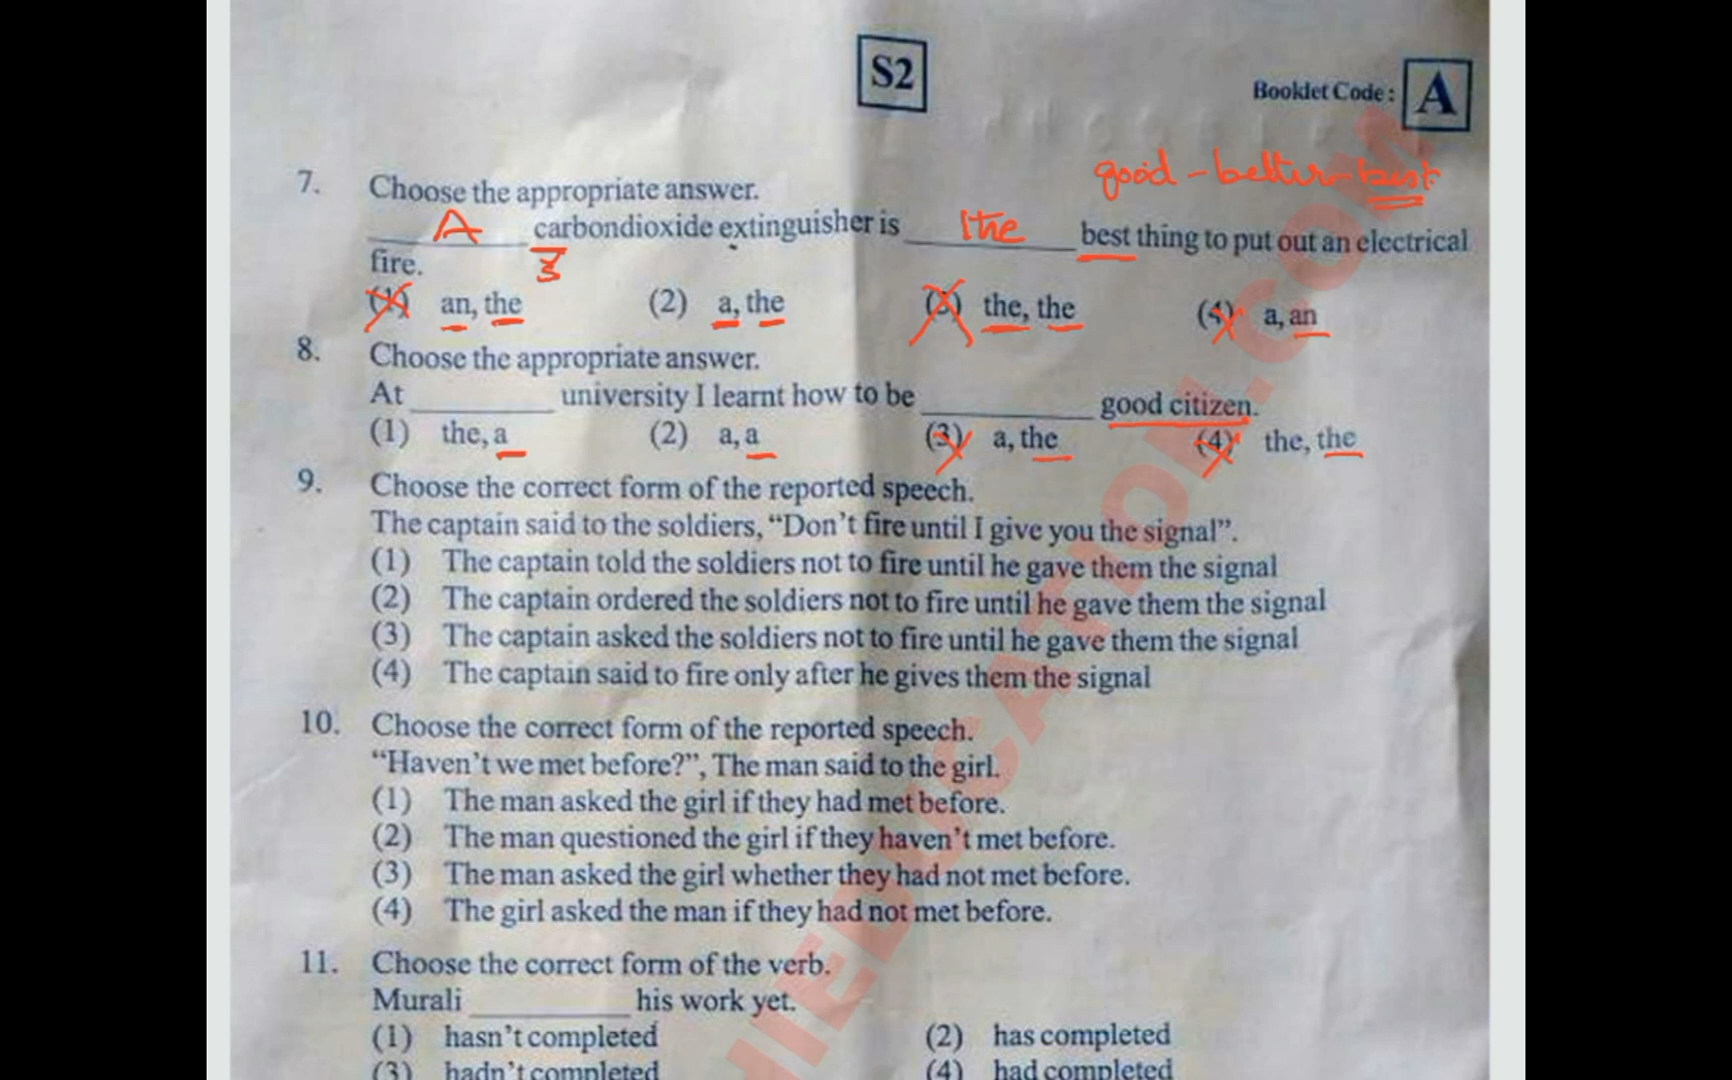 S2
Booklet Code : A
good - better - best
7. Choose the appropriate answer.
A carbondioxide extinguisher is the best thing to put out an electrical
fire.
(1) an, the (2) a, the (3) the, the (4) a, an
8. Choose the appropriate answer.
At ________ university I learnt how to be ________ good citizen.
(1) the, a (2) a, a (3) a, the (4) the, the
9. Choose the correct form of the reported speech.
The captain said to the soldiers, “Don’t fire until I give you the signal”.
(1) The captain told the soldiers not to fire until he gave them the signal
(2) The captain ordered the soldiers not to fire until he gave them the signal
(3) The captain asked the soldiers not to fire until he gave them the signal
(4) The captain said to fire only after he gives them the signal
10. Choose the correct form of the reported speech.
“Haven’t we met before?”, The man said to the girl.
(1) The man asked the girl if they had met before.
(2) The man questioned the girl if they haven’t met before.
(3) The man asked the girl whether they had not met before.
(4) The girl asked the man if they had not met before.
11. Choose the correct form of the verb.
Murali ________ his work yet.
(1) hasn’t completed (2) has completed
(3) hadn’t completed (4) had completed